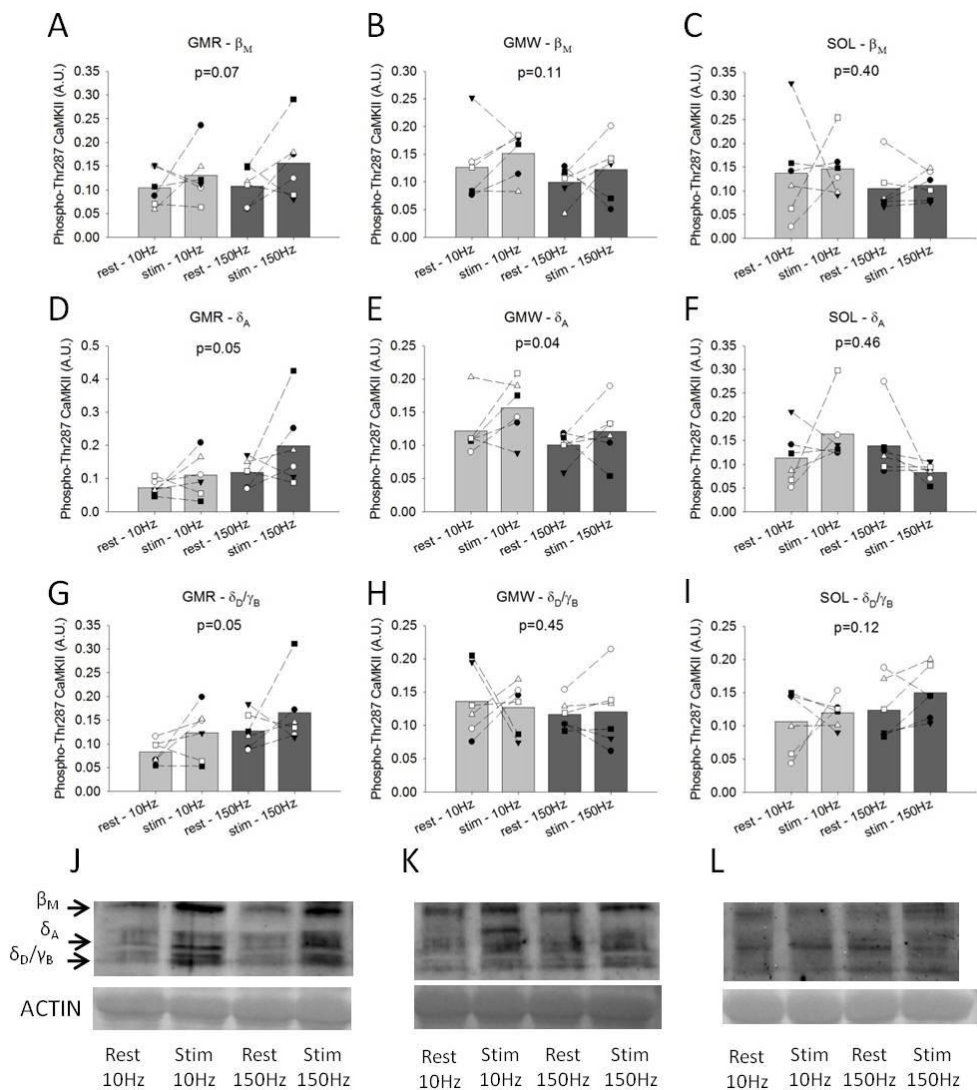 A
GMR - βM
p=0.07
Phospho-Thr287 CaMKII (A.U.)
0.35
0.30
0.25
0.20
0.15
0.10
0.05
0.00
rest - 10Hz
stim - 10Hz
rest - 150Hz
stim - 150Hz
B
GMW - βM
p=0.11
Phospho-Thr287 CaMKII (A.U.)
0.30
0.25
0.20
0.15
0.10
0.05
0.00
rest - 10Hz
stim - 10Hz
rest - 150Hz
stim - 150Hz
C
SOL - βM
p=0.40
Phospho-Thr287 CaMKII (A.U.)
0.35
0.30
0.25
0.20
0.15
0.10
0.05
0.00
rest - 10Hz
stim - 10Hz
rest - 150Hz
stim - 150Hz
D
GMR - δA
p=0.05
Phospho-Thr287 CaMKII (A.U.)
0.5
0.4
0.3
0.2
0.1
0.0
rest - 10Hz
stim - 10Hz
rest - 150Hz
stim - 150Hz
E
GMW - δA
p=0.04
Phospho-Thr287 CaMKII (A.U.)
0.25
0.20
0.15
0.10
0.05
0.00
rest - 10Hz
stim - 10Hz
rest - 150Hz
stim - 150Hz
F
SOL - δA
p=0.46
Phospho-Thr287 CaMKII (A.U.)
0.35
0.30
0.25
0.20
0.15
0.10
0.05
0.00
rest - 10Hz
stim - 10Hz
rest - 150Hz
stim - 150Hz
G
GMR - δD/γB
p=0.05
Phospho-Thr287 CaMKII (A.U.)
0.35
0.30
0.25
0.20
0.15
0.10
0.05
0.00
rest - 10Hz
stim - 10Hz
rest - 150Hz
stim - 150Hz
H
GMW - δD/γB
p=0.45
Phospho-Thr287 CaMKII (A.U.)
0.25
0.20
0.15
0.10
0.05
0.00
rest - 10Hz
stim - 10Hz
rest - 150Hz
stim - 150Hz
I
SOL - δD/γB
p=0.12
Phospho-Thr287 CaMKII (A.U.)
0.25
0.20
0.15
0.10
0.05
0.00
rest - 10Hz
stim - 10Hz
rest - 150Hz
stim - 150Hz
J
K
L
βM
δA
δD/γB
ACTIN
Rest Stim Rest Stim
10Hz 10Hz 150Hz 150Hz
Rest Stim Rest Stim
10Hz 10Hz 150Hz 150Hz
Rest Stim Rest Stim
10Hz 10Hz 150Hz 150Hz